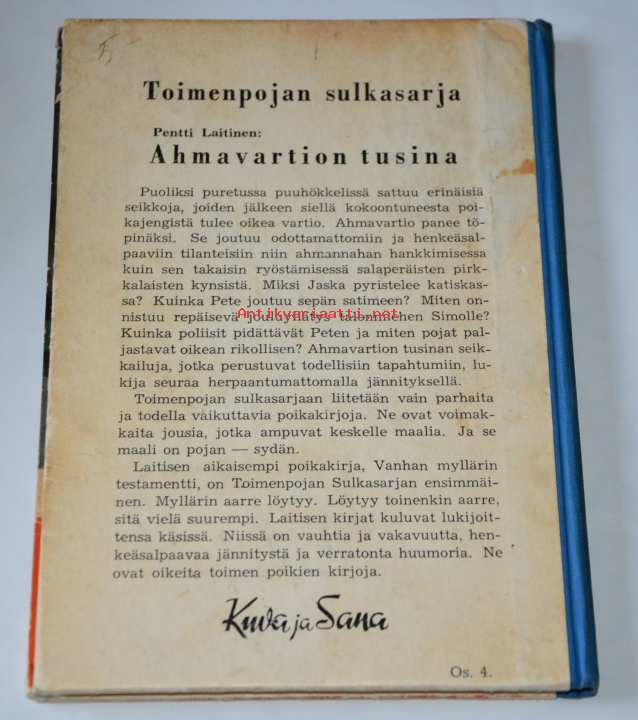 Toimenpojan sulkasarja
Pentti Laitinen:
Ahmavartion tusina
Puoliksi puretussa puuhökkelissä sattuu erinäisiä
seikkoja, joiden jälkeen siellä kokoontuneesta poi-
kajengistä tulee oikea vartio. Ahmavartio panee tö-
pinäksi. Se joutuu odottamattomiin ja henkeäsal-
paaviin tilanteisiin niin ahmannahan hankkimisessa
kuin sen takaisin ryöstämisessä salaperäisten pirk-
kalaisten kynsistä. Miksi Jaska pyristelee katiskas-
sa? Kuinka Pete joutuu sepän satimeen? Miten on-
nistuu repäisevä jouluyllätys talonmiehen Simolle?
Antikvariaatti.net
Kuinka poliisit pidättävät Peten ja miten pojat pal-
jastavat oikean rikollisen? Ahmavartion tusinan seik-
kailuja, jotka perustuvat todellisiin tapahtumiin, lu-
kija seuraa herpaantumattomalla jännityksellä.
Toimenpojan sulkasarjaan liitetään vain parhaita
ja todella vaikuttavia poikakirjoja. Ne ovat voimak-
kaita jousia, jotka ampuvat keskelle maalia. Ja se
maali on pojan — sydän.
Laitisen aikaisempi poikakirja, Vanhan myllärin
testamentti, on Toimenpojan Sulkasarjan ensimmäi-
nen. Myllärin aarre löytyy. Löytyy toinenkin aarre,
sitä vielä suurempi. Laitisen kirjat kuluvat lukijoit-
tensa käsissä. Niissä on vauhtia ja vakavuutta, hen-
keäsalpaavaa jännitystä ja verratonta huumoria. Ne
ovat oikeita toimen poikien kirjoja.
Kuva ja Sana
Os. 4.